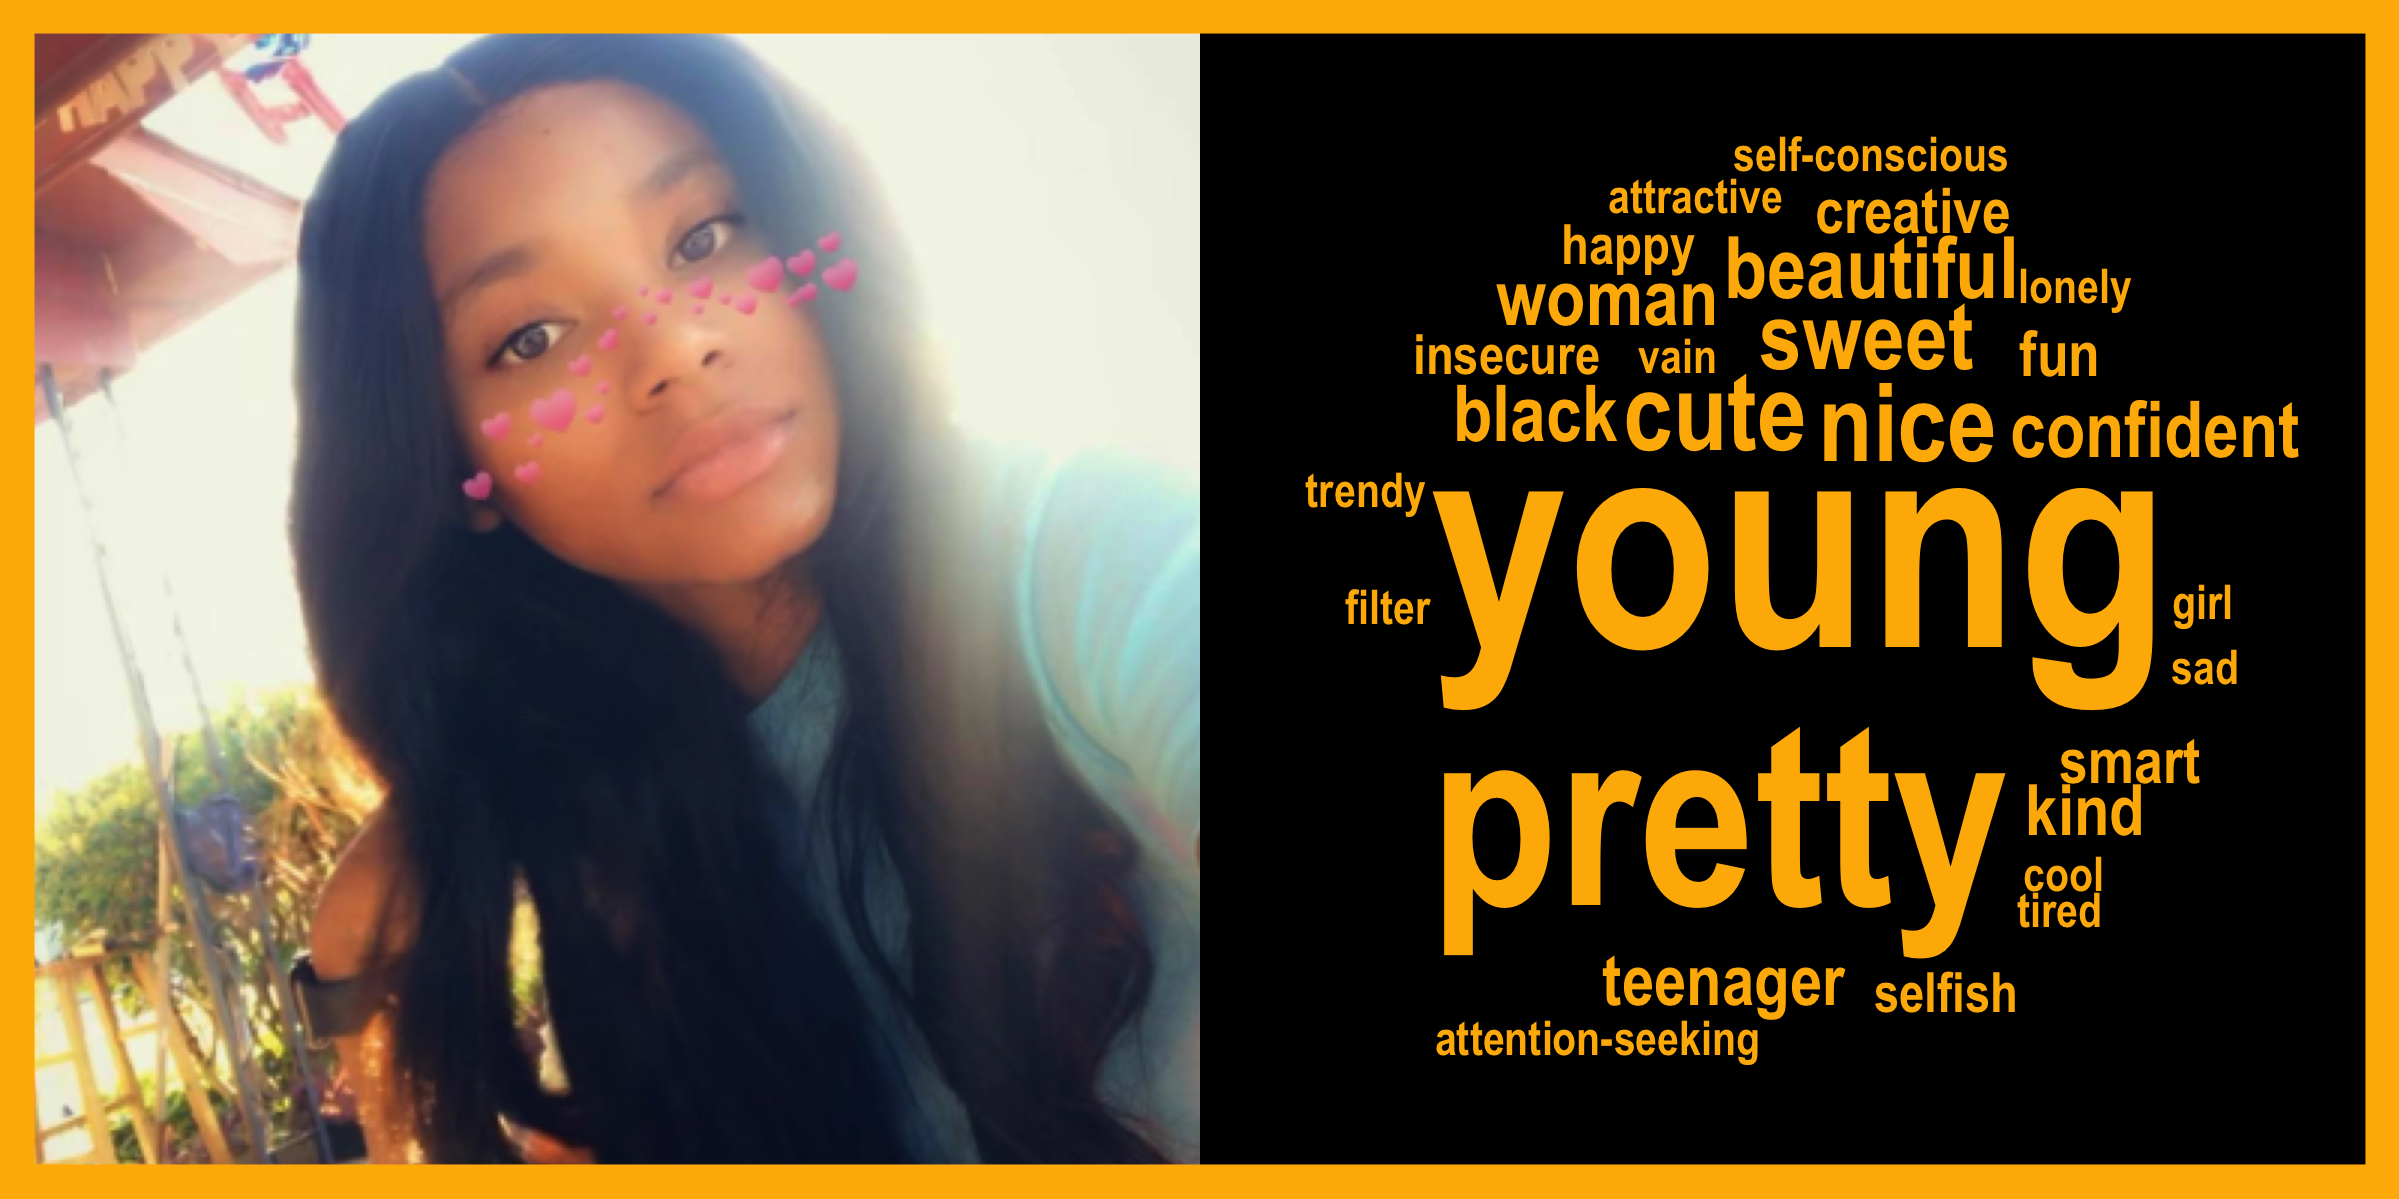 HAPP
self-conscious
attractive creative
happy beautiful lonely
woman sweet
insecure vain fun
black cute nice confident
trendy young
filter girl
sad
pretty smart
kind
cool
tired
teenager selfish
attention-seeking